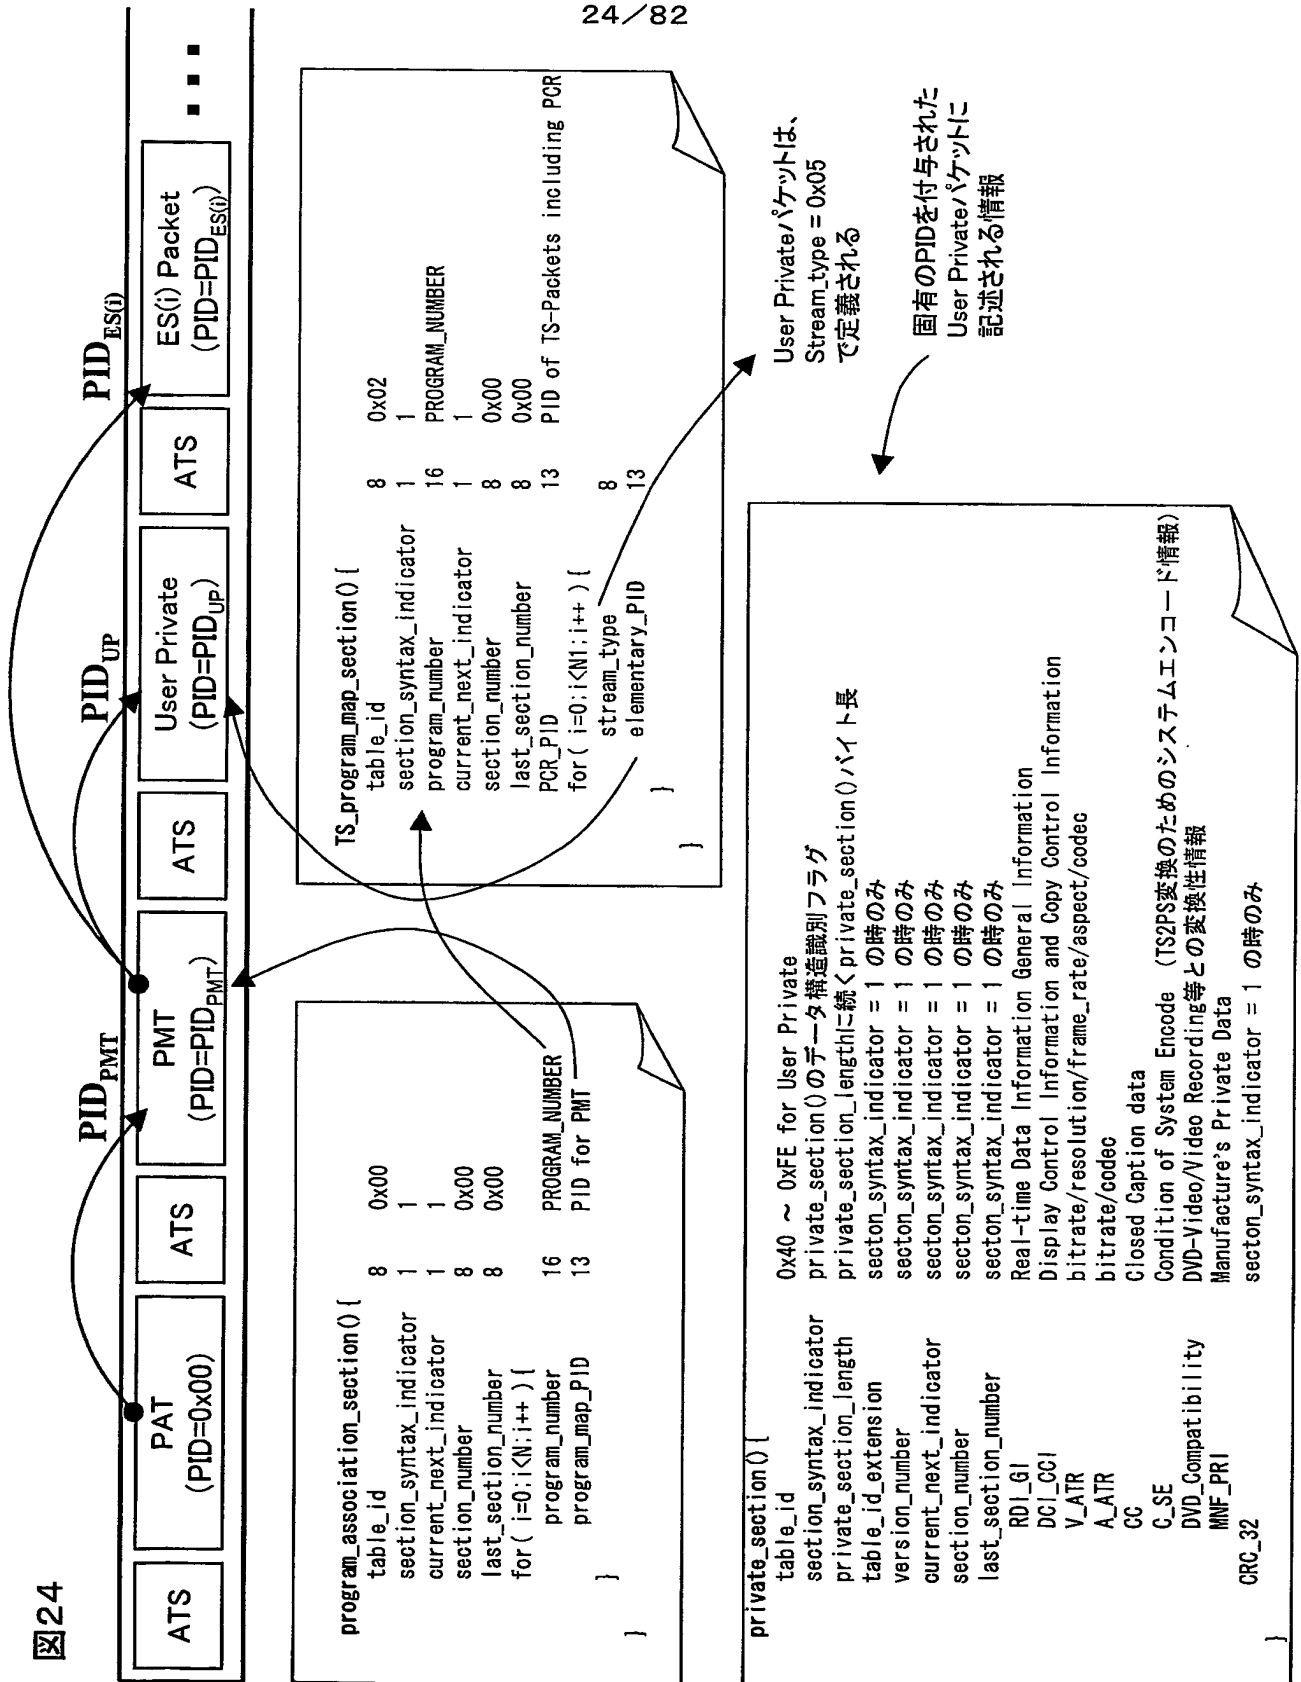 24/82
図24
PID_PMT
PID_UP
PID_ES(i)
ATS
PAT
(PID=0x00)
ATS
PMT
(PID=PID_PMT)
ATS
User Private
(PID=PID_UP)
ATS
ES(i) Packet
(PID=PID_ES(i))
■ ■ ■
program_association_section(){
table_id 8 0x00
section_syntax_indicator 1 1
current_next_indicator 1 1
section_number 8 0x00
last_section_number 8 0x00
for( i=0;i<N;i++ ){
program_number 16 PROGRAM_NUMBER
program_map_PID 13 PID for PMT
}
TS_program_map_section(){
table_id 8 0x02
section_syntax_indicator 1 1
program_number 16 PROGRAM_NUMBER
current_next_indicator 1 1
section_number 8 0x00
last_section_number 8 0x00
PCR_PID 13 PID of TS-Packets including PCR
for( i=0;i<N1;i++ ){
stream_type 8
elementary_PID 13
}
}
User Privateパケットは、
Stream_type = 0x05
で定義される
固有のPIDを付与された
User Privateパケットに
記述される情報
private_section(){
table_id 0x40 ~ 0xFE for User Private
section_syntax_indicator private_section()のデータ構造識別フラグ
private_section_length private_section_lengthに続くprivate_section()バイト長
table_id_extension secton_syntax_indicator = 1 の時のみ
version_number secton_syntax_indicator = 1 の時のみ
current_next_indicator secton_syntax_indicator = 1 の時のみ
section_number secton_syntax_indicator = 1 の時のみ
last_section_number secton_syntax_indicator = 1 の時のみ
RDI_GI Real-time Data Information General Information
DCI_CCI Display Control Information and Copy Control Information
V_ATR bitrate/resolution/frame_rate/aspect/codec
A_ATR bitrate/codec
CC Closed Caption data
C_SE Condition of System Encode (TS2PS変換のためのシステムエンコード情報)
DVD_Compatibility DVD-Video/Video Recording等との変換性情報
MNF_PRI Manufacture's Private Data
CRC_32 secton_syntax_indicator = 1 の時のみ
}